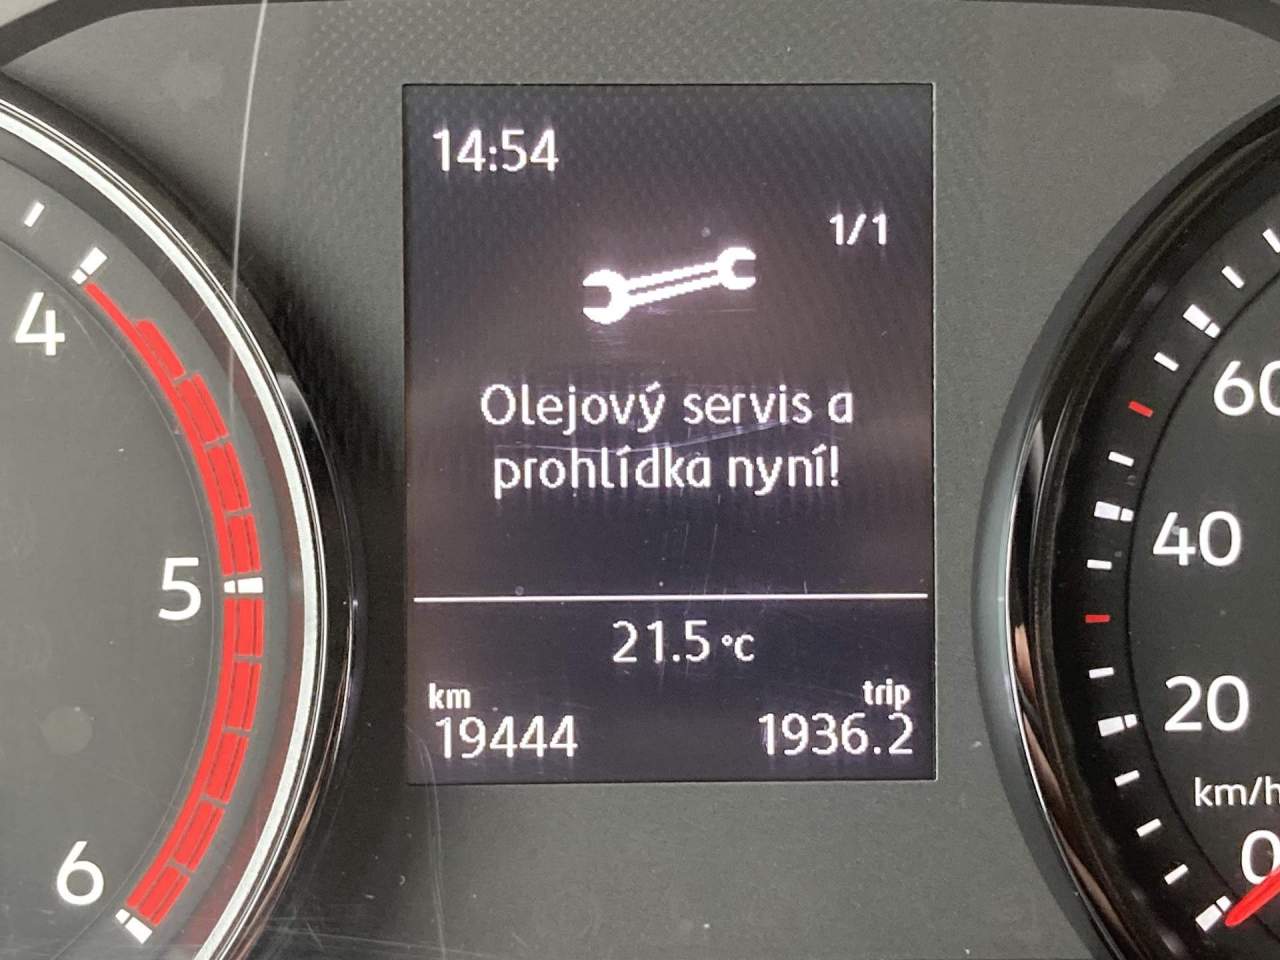 14:54
1/1
Olejový servis a
prohlídka nyní!
21.5 °C
km
trip
19444
1936.2
4
5
6
60
40
20
km/h
0